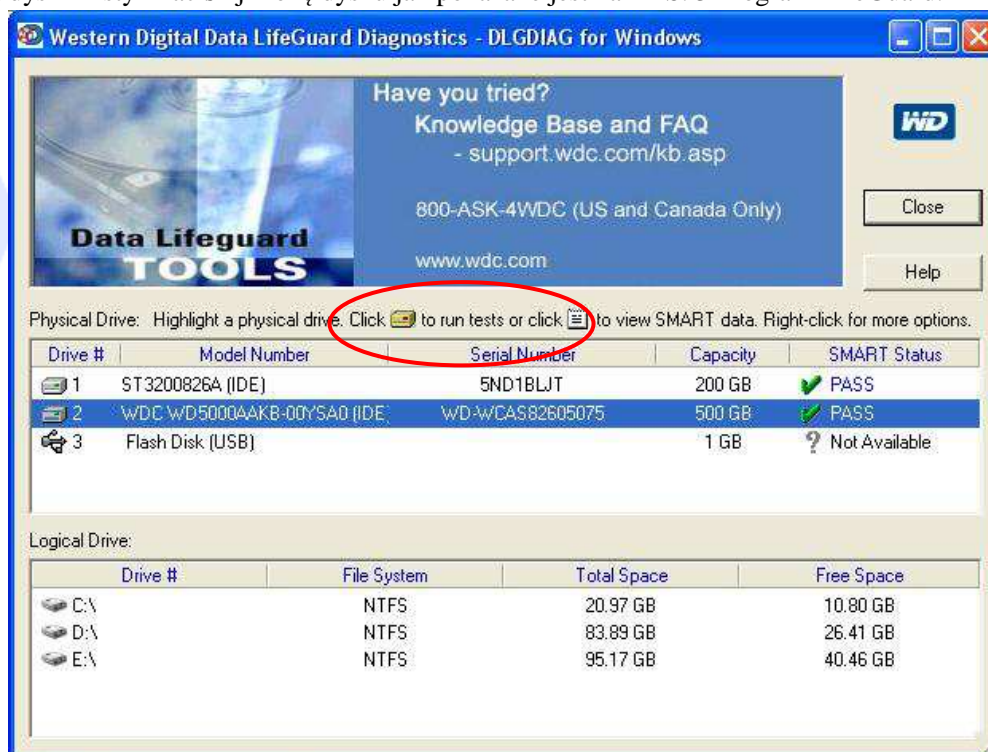 Western Digital Data LifeGuard Diagnostics - DLGDIAG for Windows
Have you tried?
Knowledge Base and FAQ
- support.wdc.com/kb.asp
800-ASK-4WDC (US and Canada Only)
www.wdc.com
Data Lifeguard
TOOLS
WD
Close
Help
Physical Drive: Highlight a physical drive. Click to run tests or click to view SMART data. Right-click for more options.
Drive # Model Number Serial Number Capacity SMART Status
1 ST3200826A (IDE) 5ND1BLJT 200 GB PASS
2 WDC WD5000AAKB-00YSA0 (IDE) WD-WCAS82605075 500 GB PASS
3 Flash Disk (USB) 1 GB ? Not Available
Logical Drive:
Drive # File System Total Space Free Space
C:\ NTFS 20.97 GB 10.80 GB
D:\ NTFS 83.89 GB 26.41 GB
E:\ NTFS 95.17 GB 40.46 GB